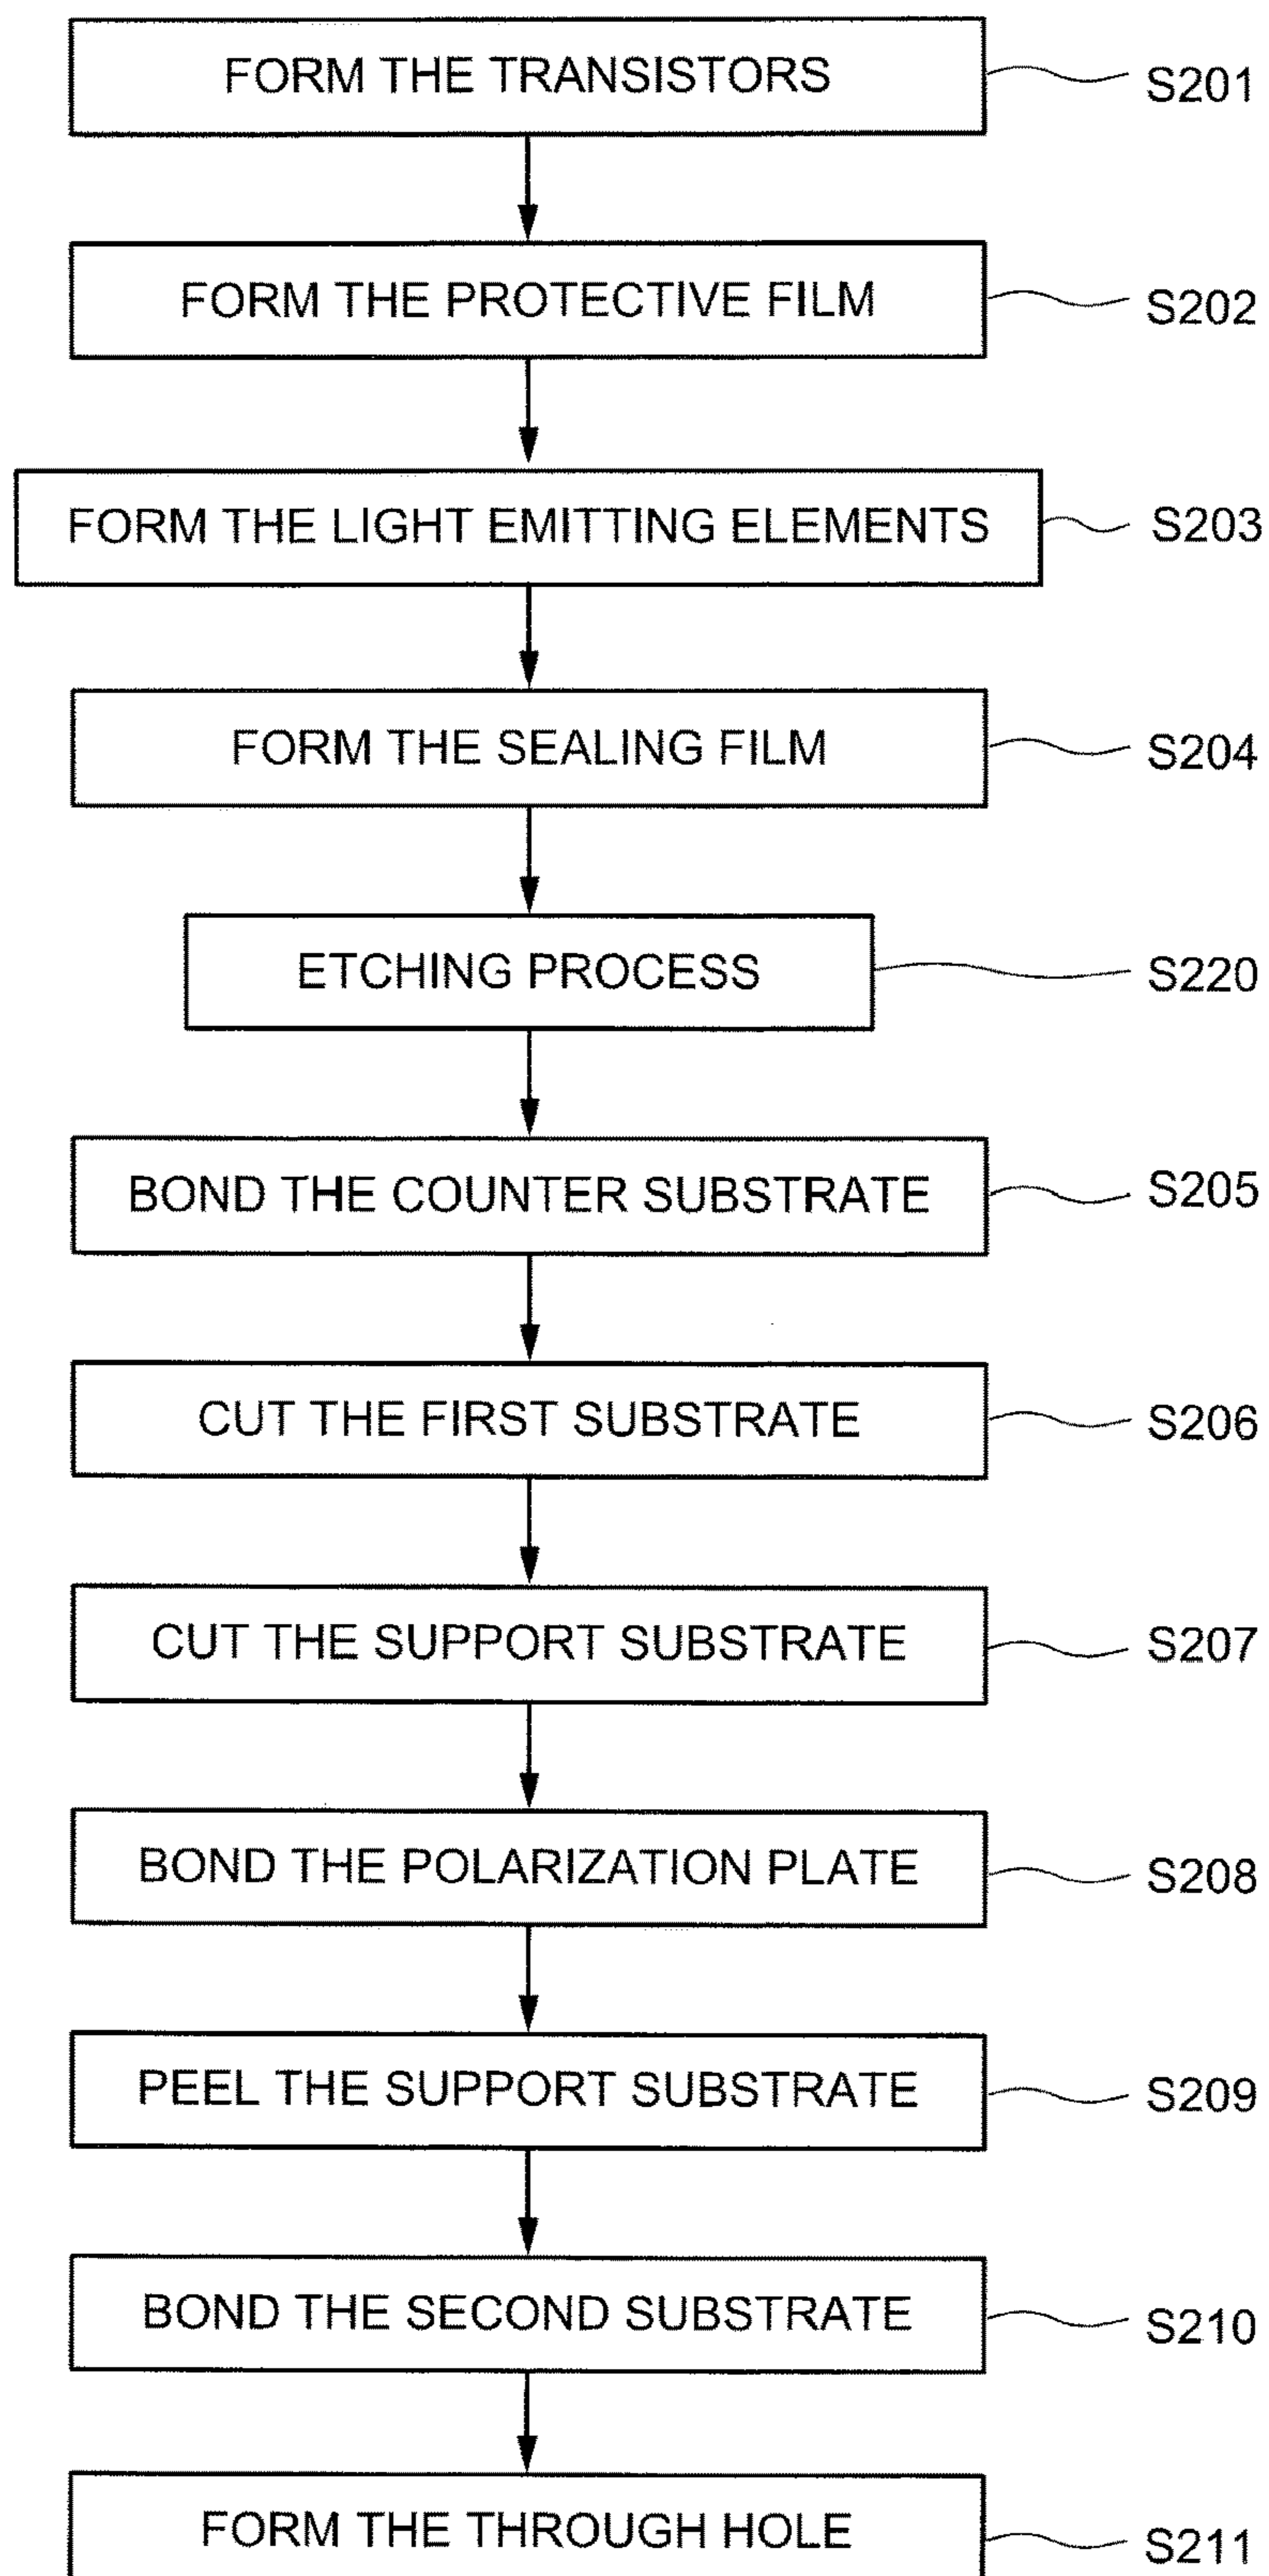 FORM THE TRANSISTORS S201
FORM THE PROTECTIVE FILM S202
FORM THE LIGHT EMITTING ELEMENTS S203
FORM THE SEALING FILM S204
ETCHING PROCESS S220
BOND THE COUNTER SUBSTRATE S205
CUT THE FIRST SUBSTRATE S206
CUT THE SUPPORT SUBSTRATE S207
BOND THE POLARIZATION PLATE S208
PEEL THE SUPPORT SUBSTRATE S209
BOND THE SECOND SUBSTRATE S210
FORM THE THROUGH HOLE S211